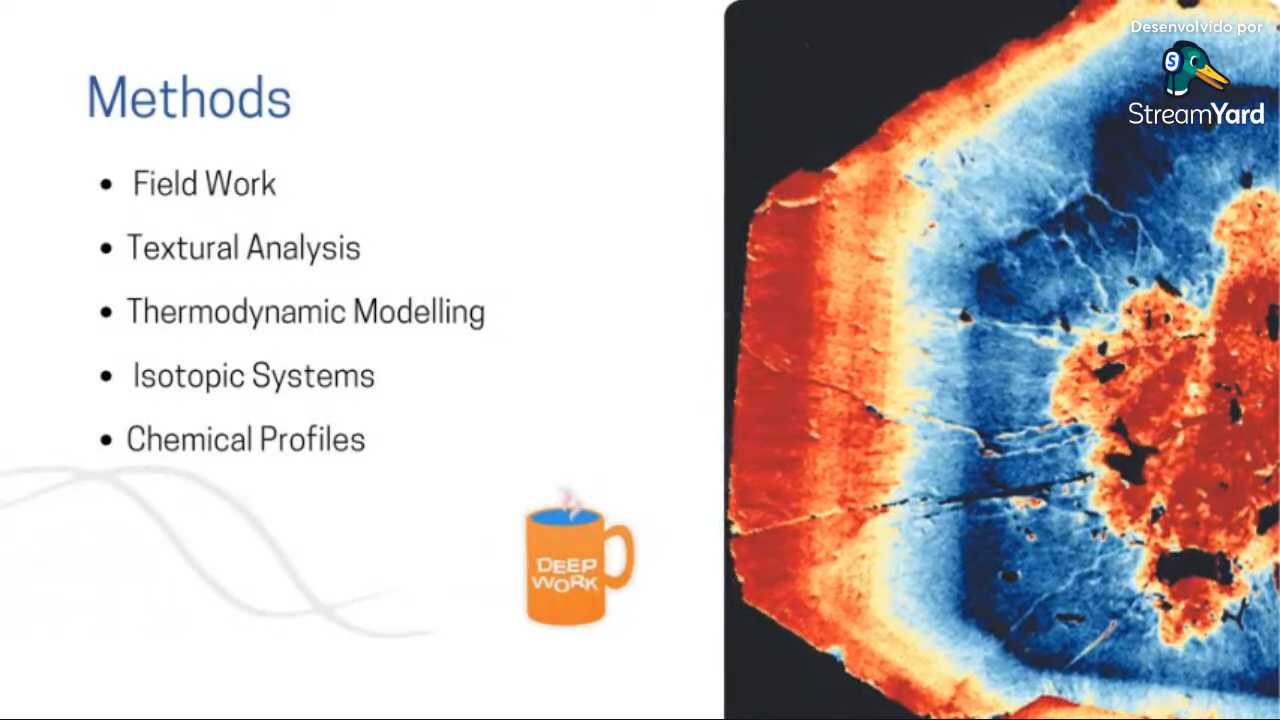 Methods
Field Work
Textural Analysis
Thermodynamic Modelling
Isotopic Systems
Chemical Profiles
DEEP
WORK
Desenvolvido por
S
StreamYard